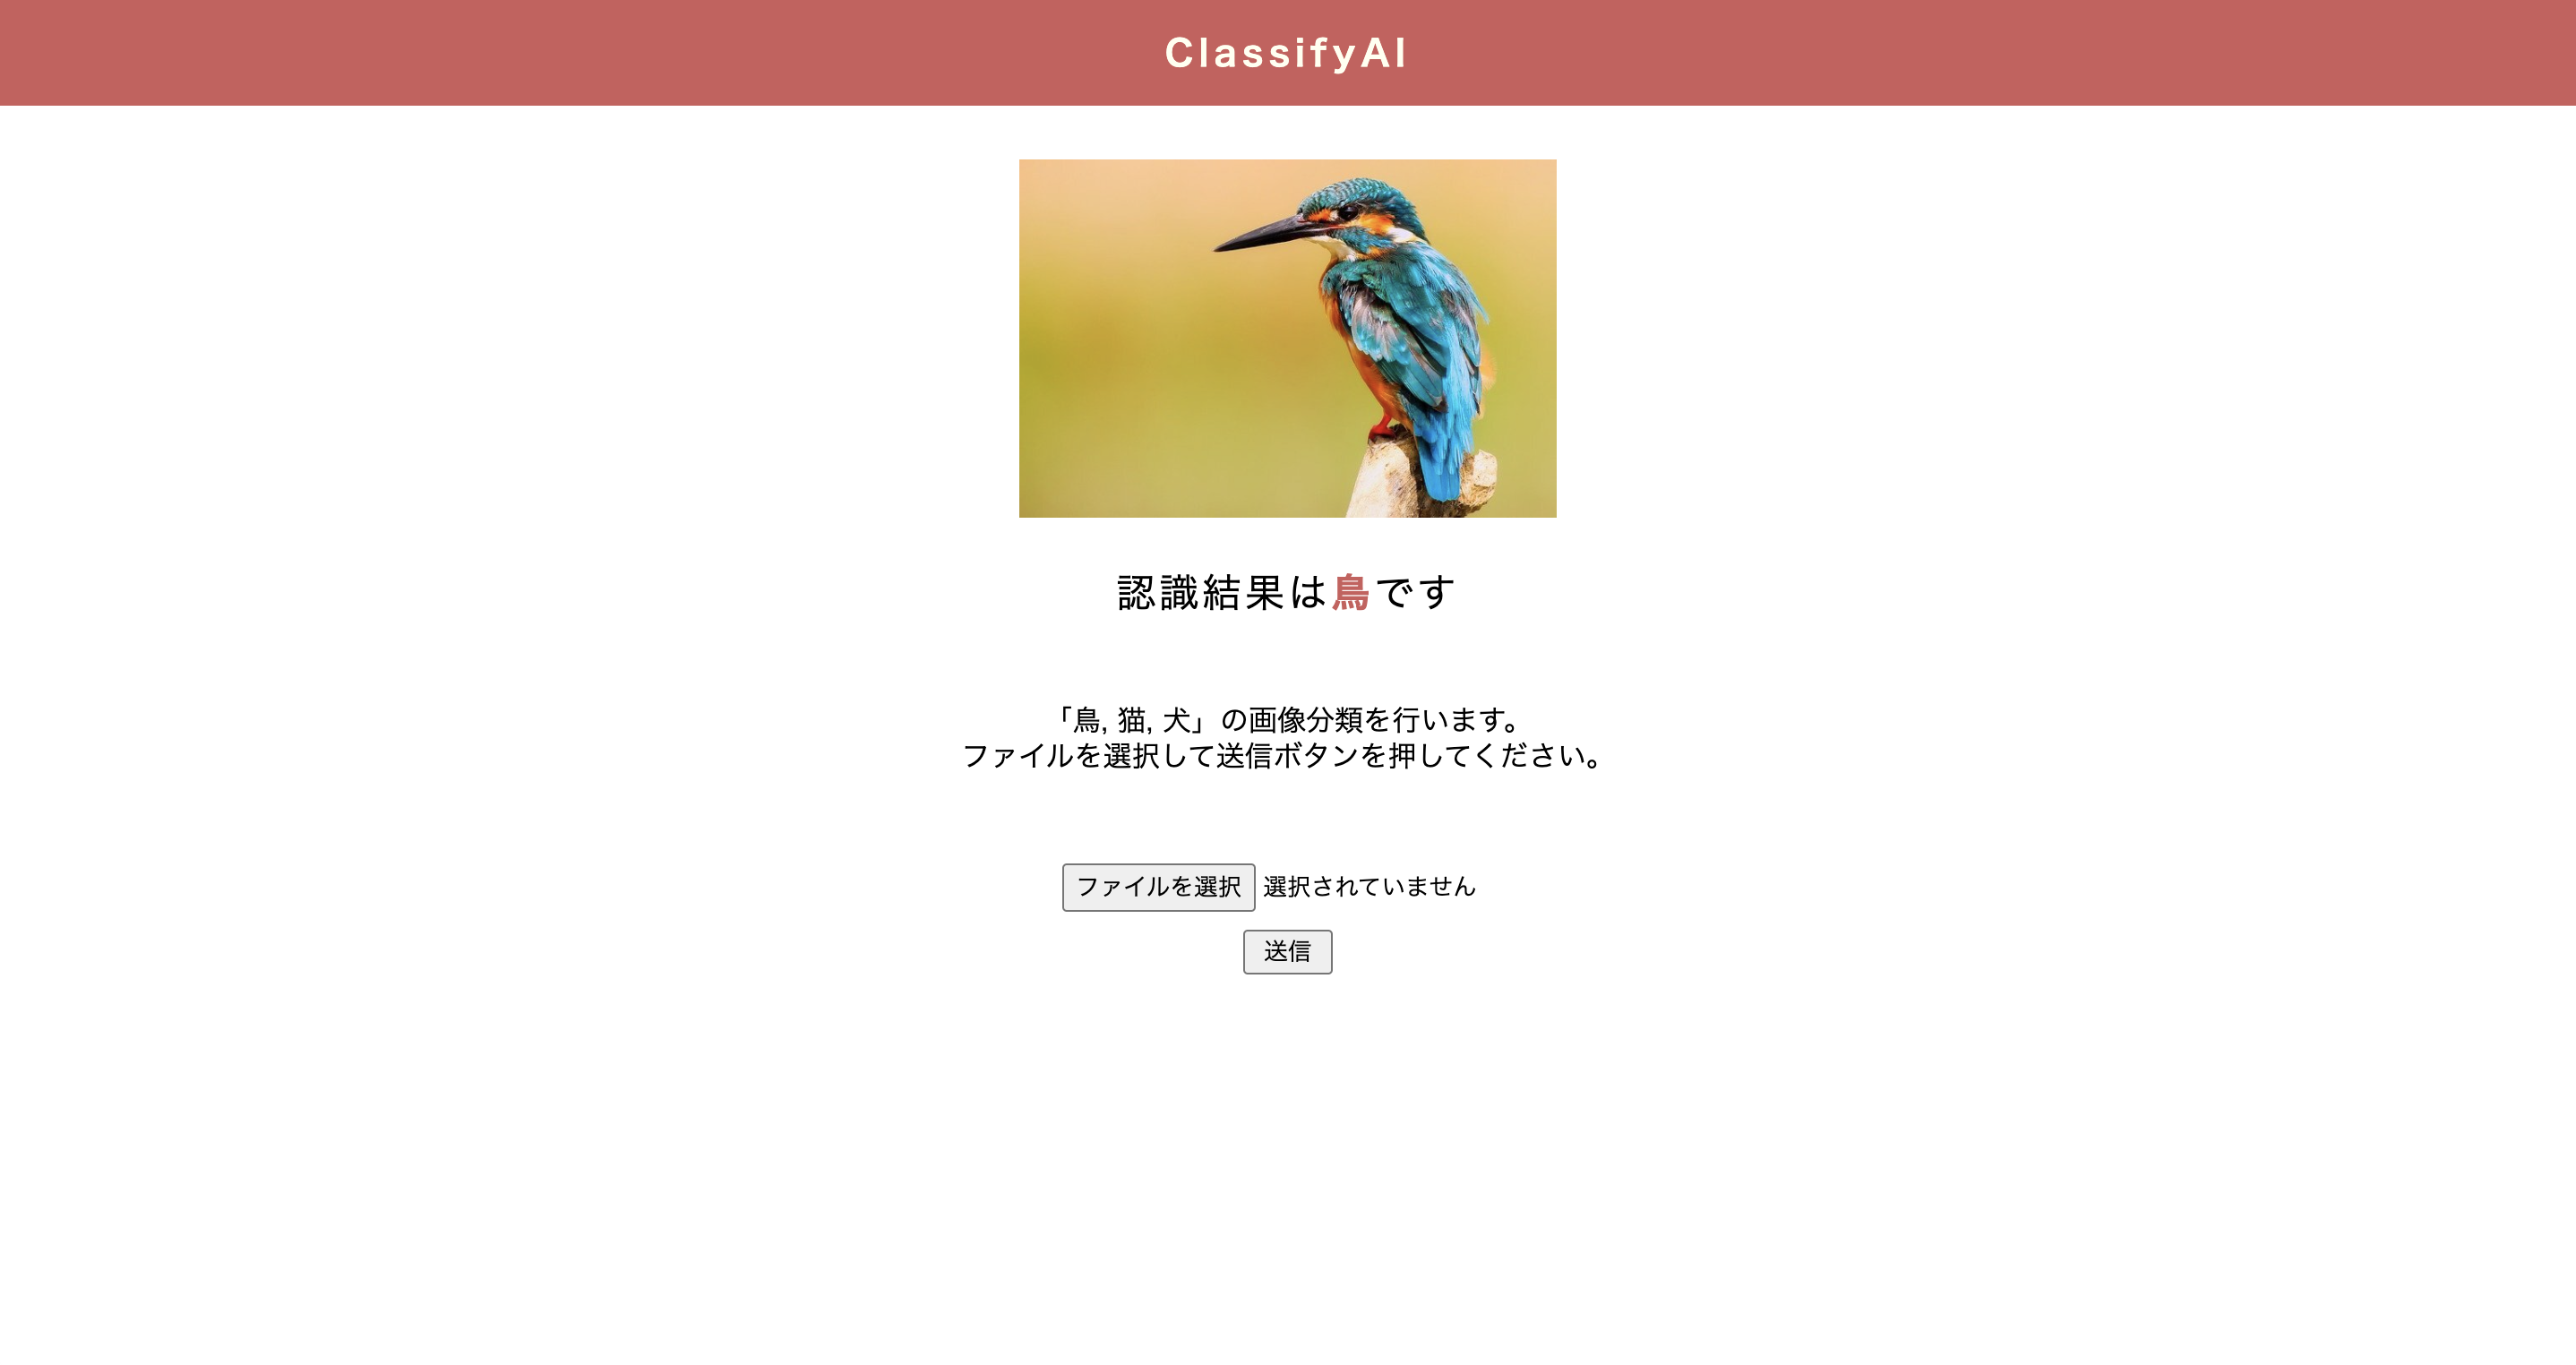 ClassifyAI
認識結果は鳥です
「鳥, 猫, 犬」の画像分類を行います。
ファイルを選択して送信ボタンを押してください。
ファイルを選択 選択されていません
送信